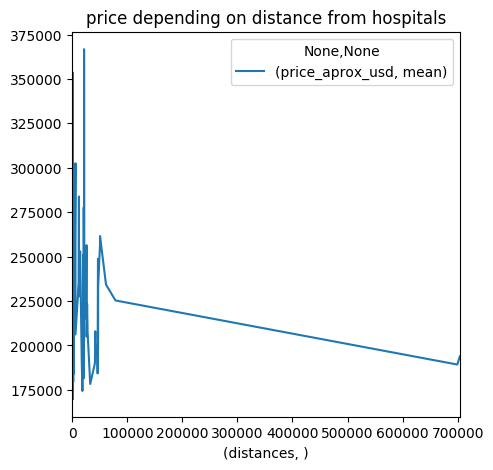 price depending on distance from hospitals
None,None
(price_aprox_usd, mean)
375000
350000
325000
300000
275000
250000
225000
200000
175000
0 100000 200000 300000 400000 500000 600000 700000
(distances, )